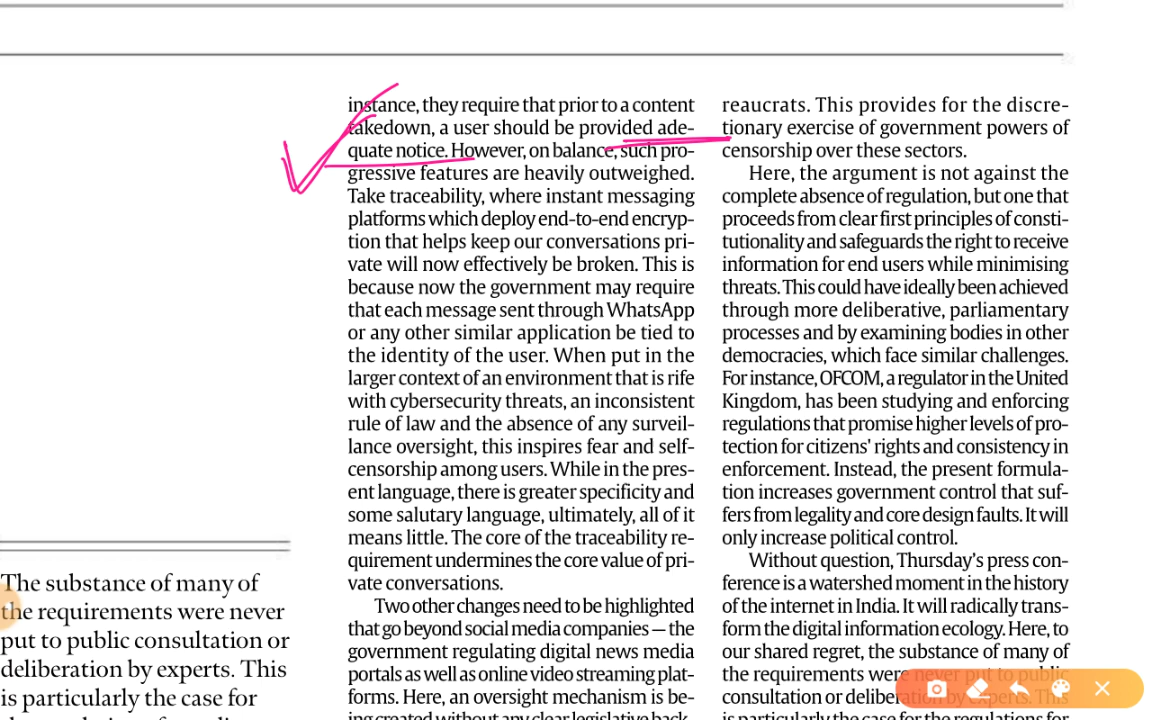 instance, they require that prior to a content
takedown, a user should be provided ade-
quate notice. However, on balance, such pro-
gressive features are heavily outweighed.
Take traceability, where instant messaging
platforms which deploy end-to-end encryp-
tion that helps keep our conversations pri-
vate will now effectively be broken. This is
because now the government may require
that each message sent through WhatsApp
or any other similar application be tied to
the identity of the user. When put in the
larger context of an environment that is rife
with cybersecurity threats, an inconsistent
rule of law and the absence of any surveil-
lance oversight, this inspires fear and self-
censorship among users. While in the pres-
ent language, there is greater specificity and
some salutary language, ultimately, all of it
means little. The core of the traceability re-
quirement undermines the core value of pri-
vate conversations.
Two other changes need to be highlighted
that go beyond social media companies — the
government regulating digital news media
portals as well as online video streaming plat-
forms. Here, an oversight mechanism is be-
ing created without any clear legislative back-
reaucrats. This provides for the discre-
tionary exercise of government powers of
censorship over these sectors.
Here, the argument is not against the
complete absence of regulation, but one that
proceeds from clear first principles of consti-
tutionality and safeguards the right to receive
information for end users while minimising
threats. This could have ideally been achieved
through more deliberative, parliamentary
processes and by examining bodies in other
democracies, which face similar challenges.
For instance, OFCOM, a regulator in the United
Kingdom, has been studying and enforcing
regulations that promise higher levels of pro-
tection for citizens' rights and consistency in
enforcement. Instead, the present formula-
tion increases government control that suf-
fers from legality and core design faults. It will
only increase political control.
Without question, Thursday's press con-
ference is a watershed moment in the history
of the internet in India. It will radically trans-
form the digital information ecology. Here, to
our shared regret, the substance of many of
the requirements were never put to public
consultation or deliberation by experts. This
is particularly the case for the regulations for
The substance of many of
the requirements were never
put to public consultation or
deliberation by experts. This
is particularly the case for